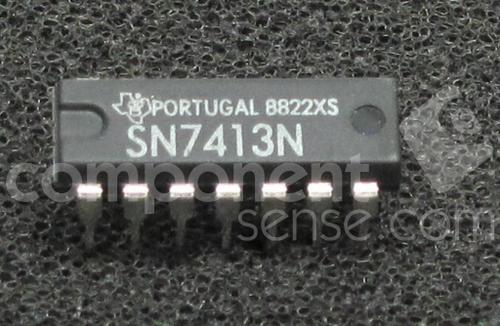 PORTUGAL 8822XS
SN7413N
component
sense.com